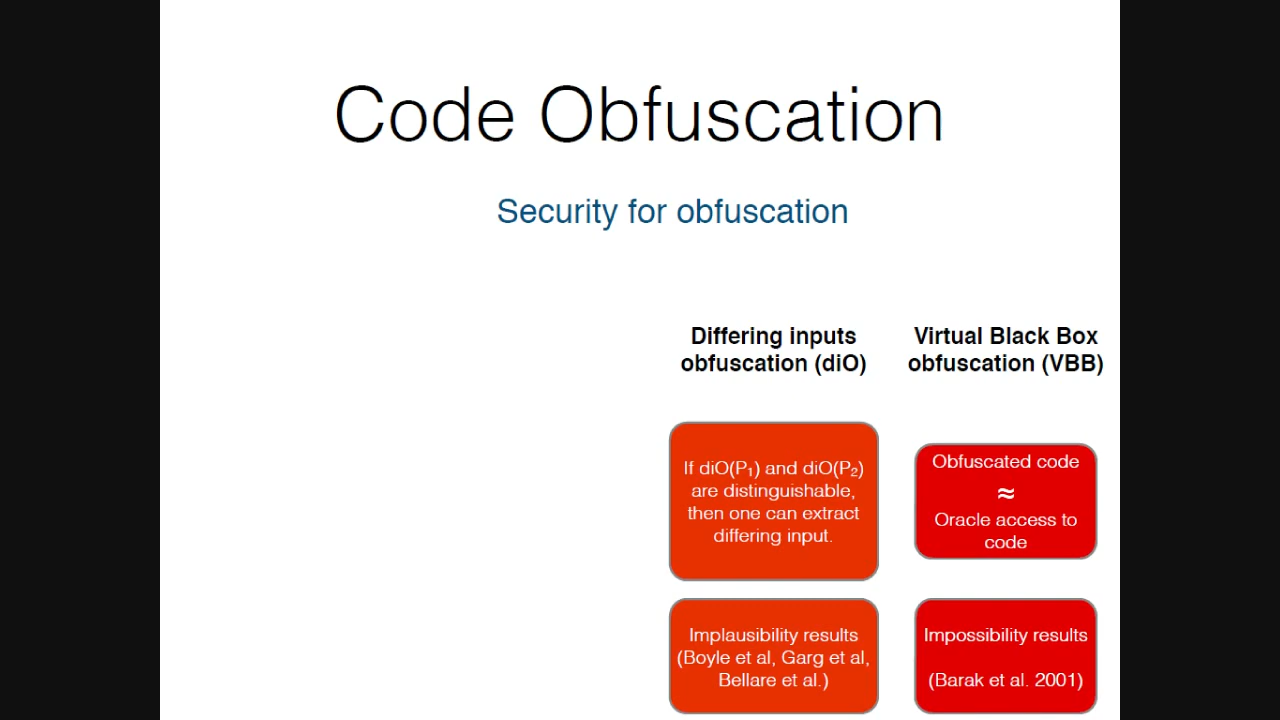 Code Obfuscation
Security for obfuscation
Differing inputs
obfuscation (diO)
Virtual Black Box
obfuscation (VBB)
If diO(P₁) and diO(P₂)
are distinguishable,
then one can extract
differing input.
Obfuscated code
≈
Oracle access to
code
Implausibility results
(Boyle et al, Garg et al,
Bellare et al.)
Impossibility results
(Barak et al. 2001)